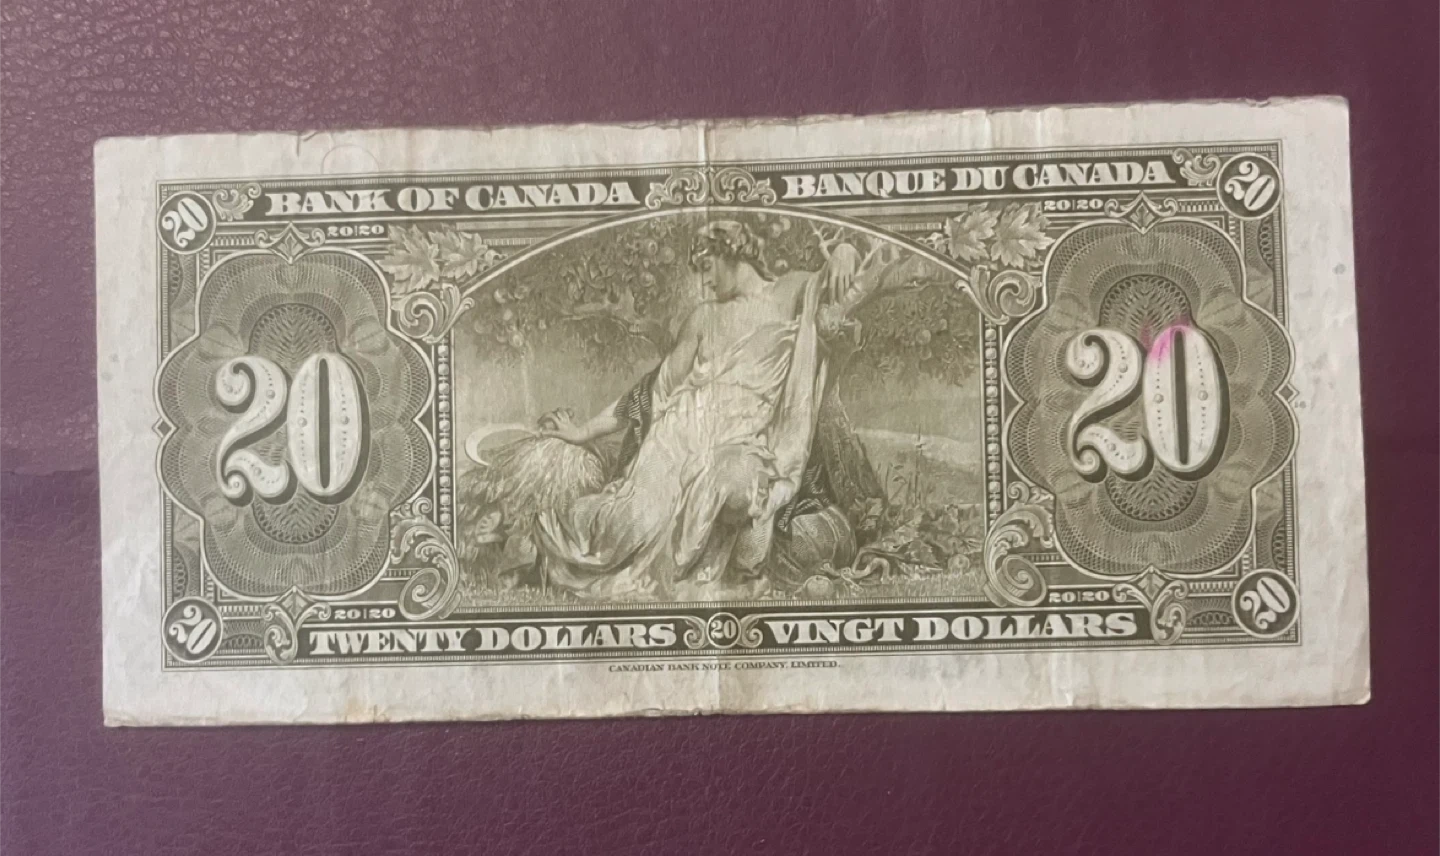 BANK OF CANADA BANQUE DU CANADA
20 20
20|20 20|20
20 20
20|20 20|20
20 20
TWENTY DOLLARS 20 VINGT DOLLARS
CANADIAN BANK NOTE COMPANY, LIMITED.